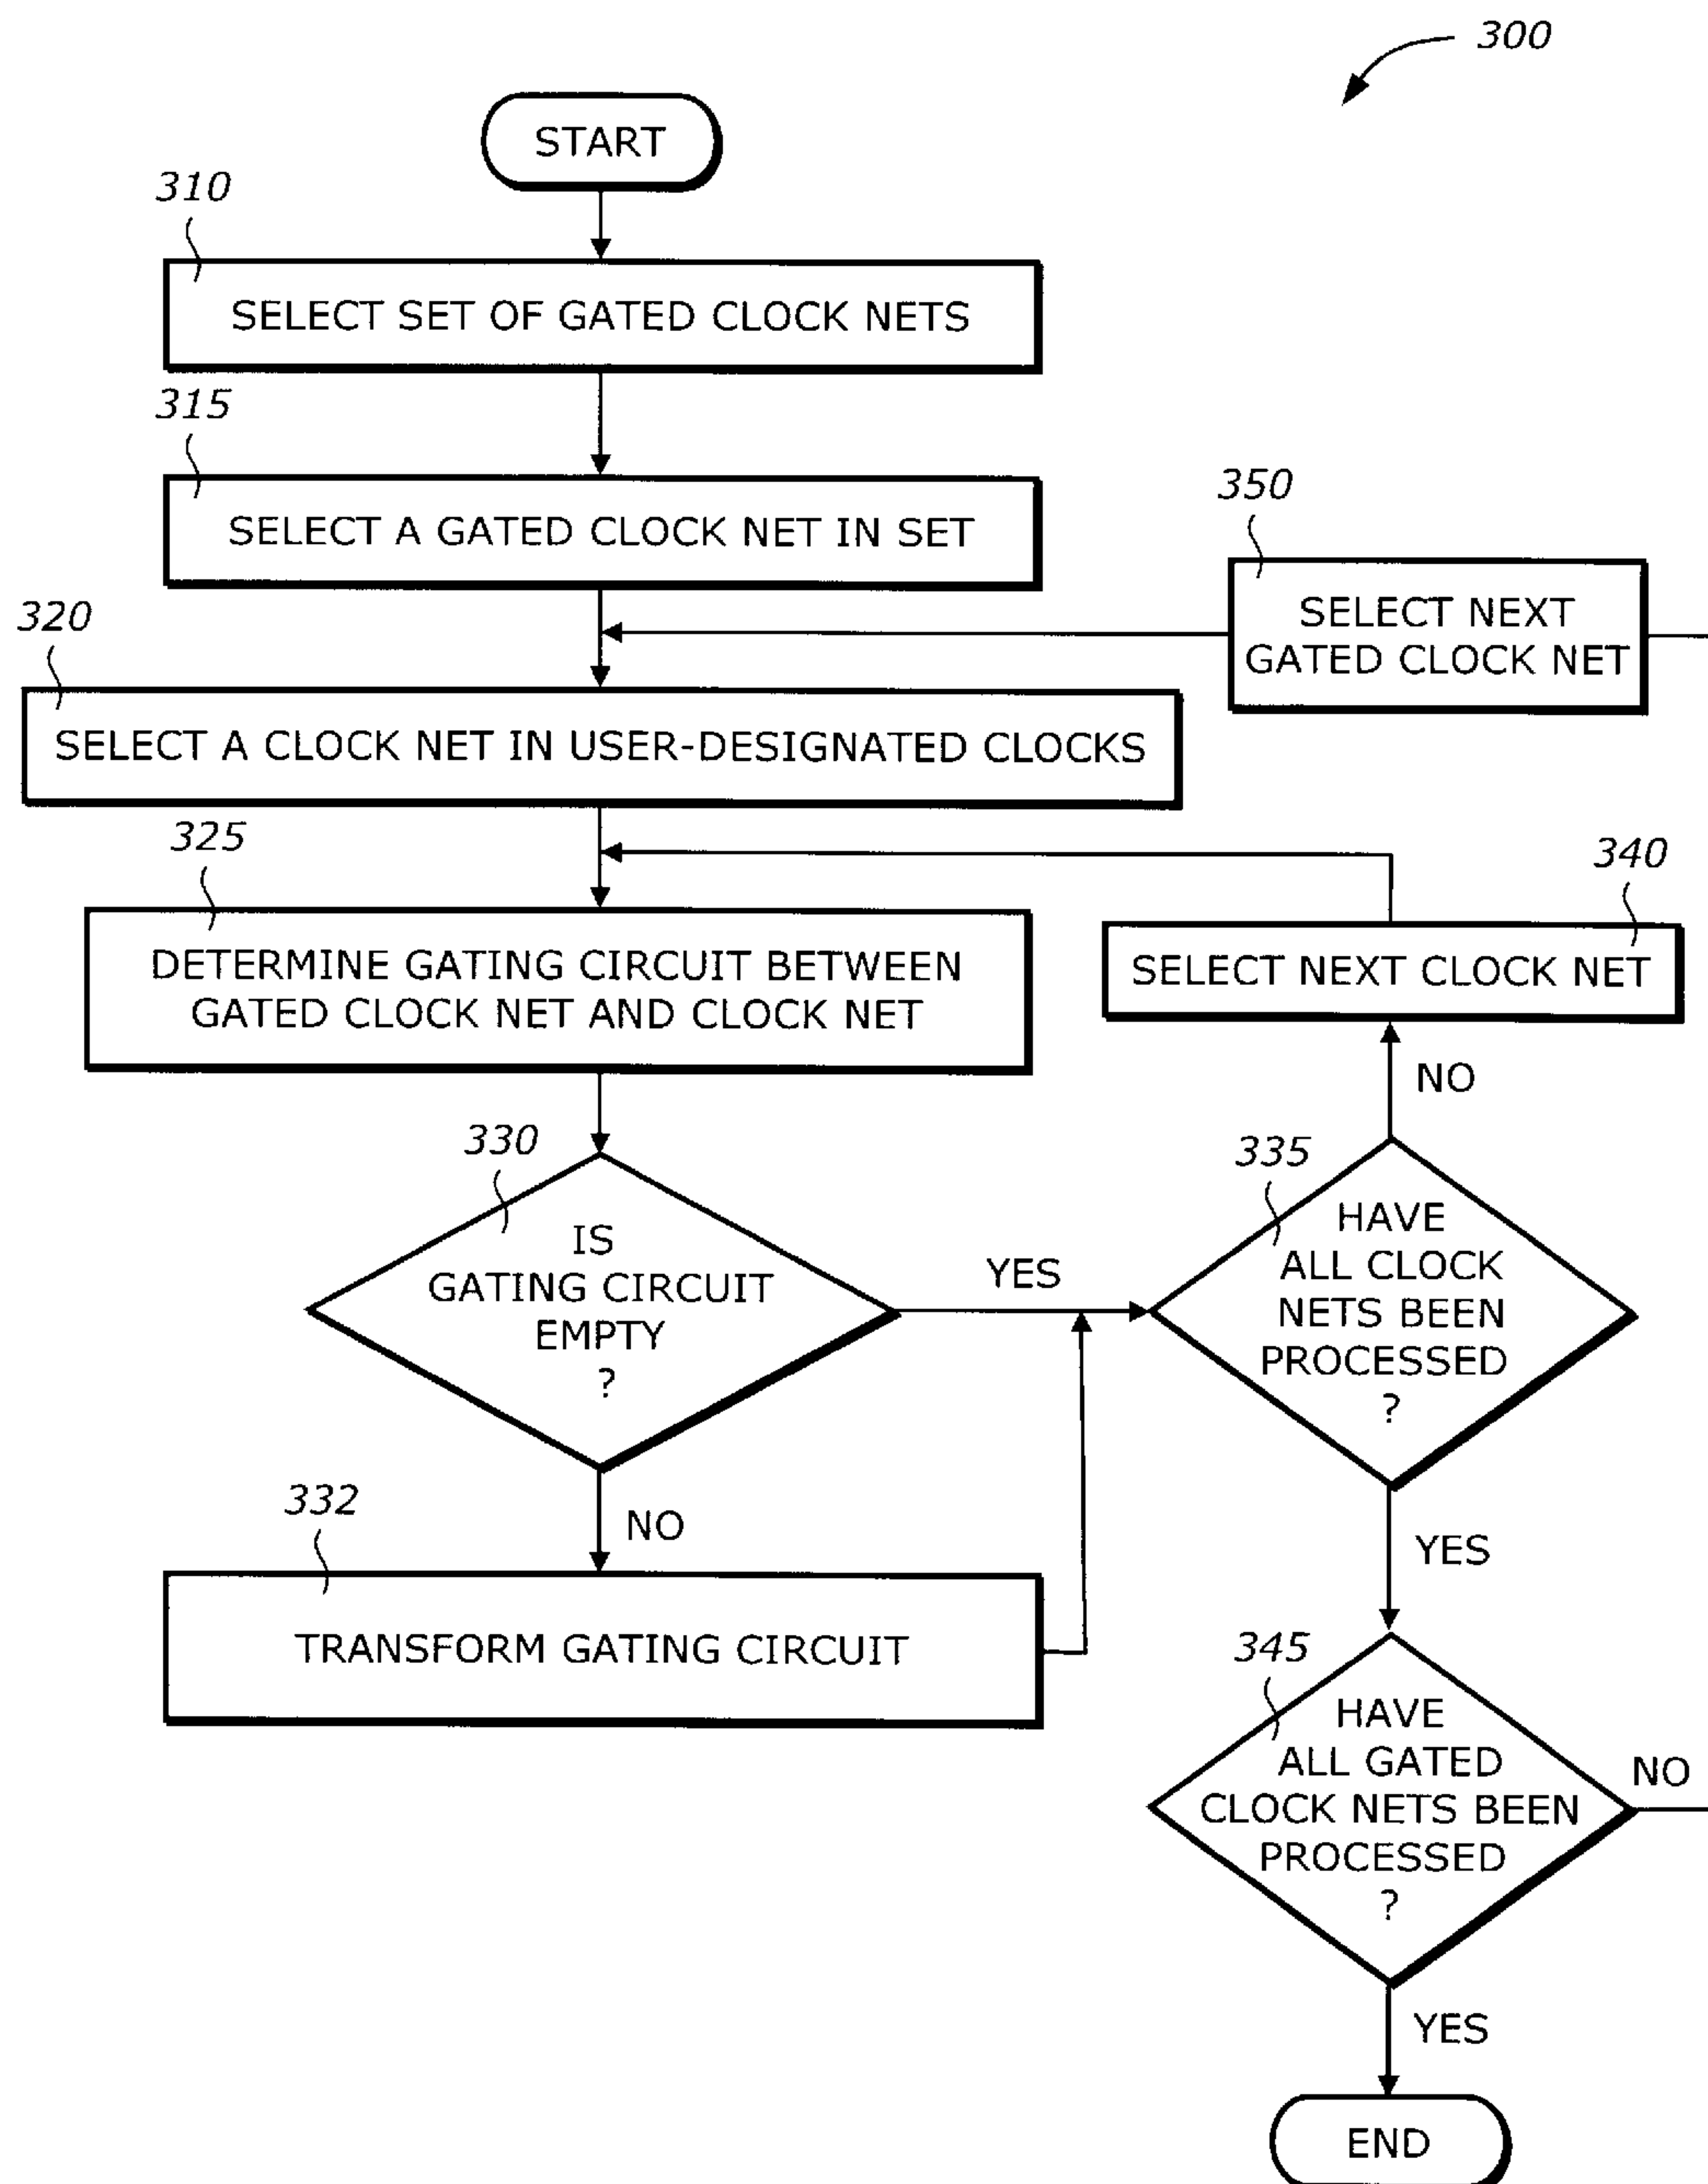 300
START
310
SELECT SET OF GATED CLOCK NETS
315
SELECT A GATED CLOCK NET IN SET
350
SELECT NEXT
GATED CLOCK NET
320
SELECT A CLOCK NET IN USER-DESIGNATED CLOCKS
325
DETERMINE GATING CIRCUIT BETWEEN
GATED CLOCK NET AND CLOCK NET
340
SELECT NEXT CLOCK NET
NO
330
IS
GATING CIRCUIT
EMPTY
?
YES
335
HAVE
ALL CLOCK
NETS BEEN
PROCESSED
?
NO
332
TRANSFORM GATING CIRCUIT
YES
345
HAVE
ALL GATED
CLOCK NETS BEEN
PROCESSED
?
NO
YES
END